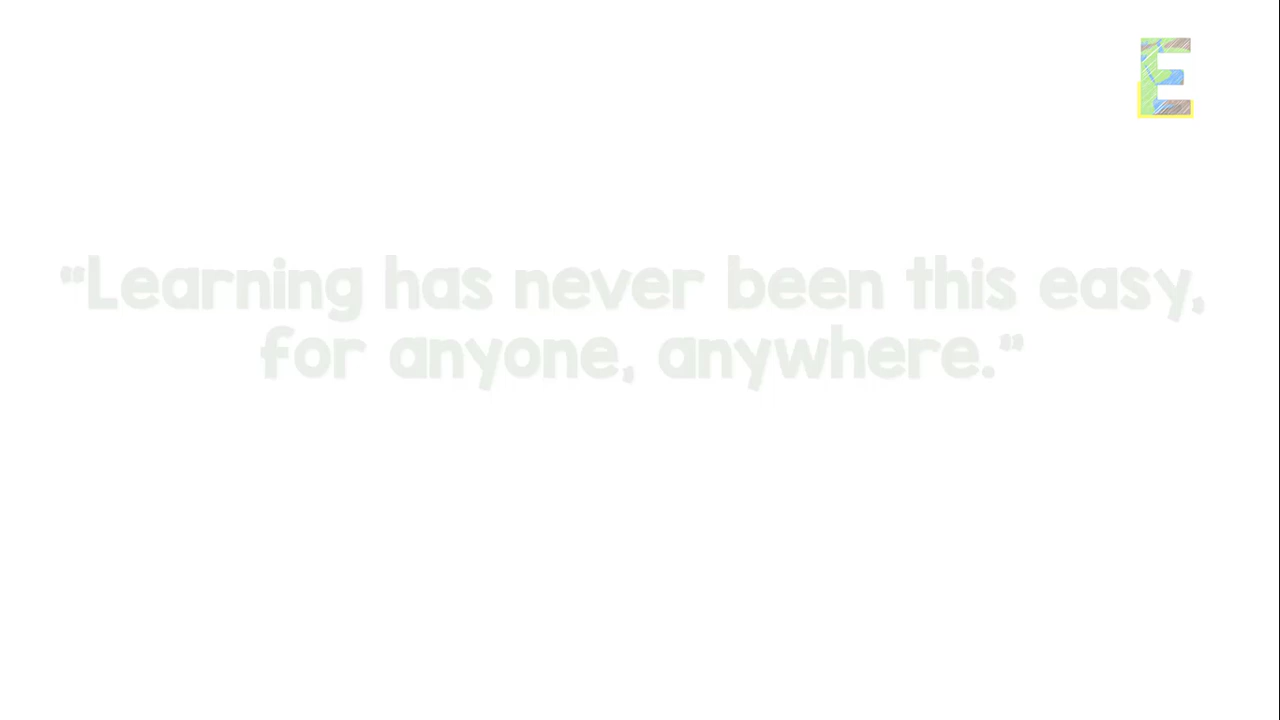 E
“Learning has never been this easy,
for anyone, anywhere.”